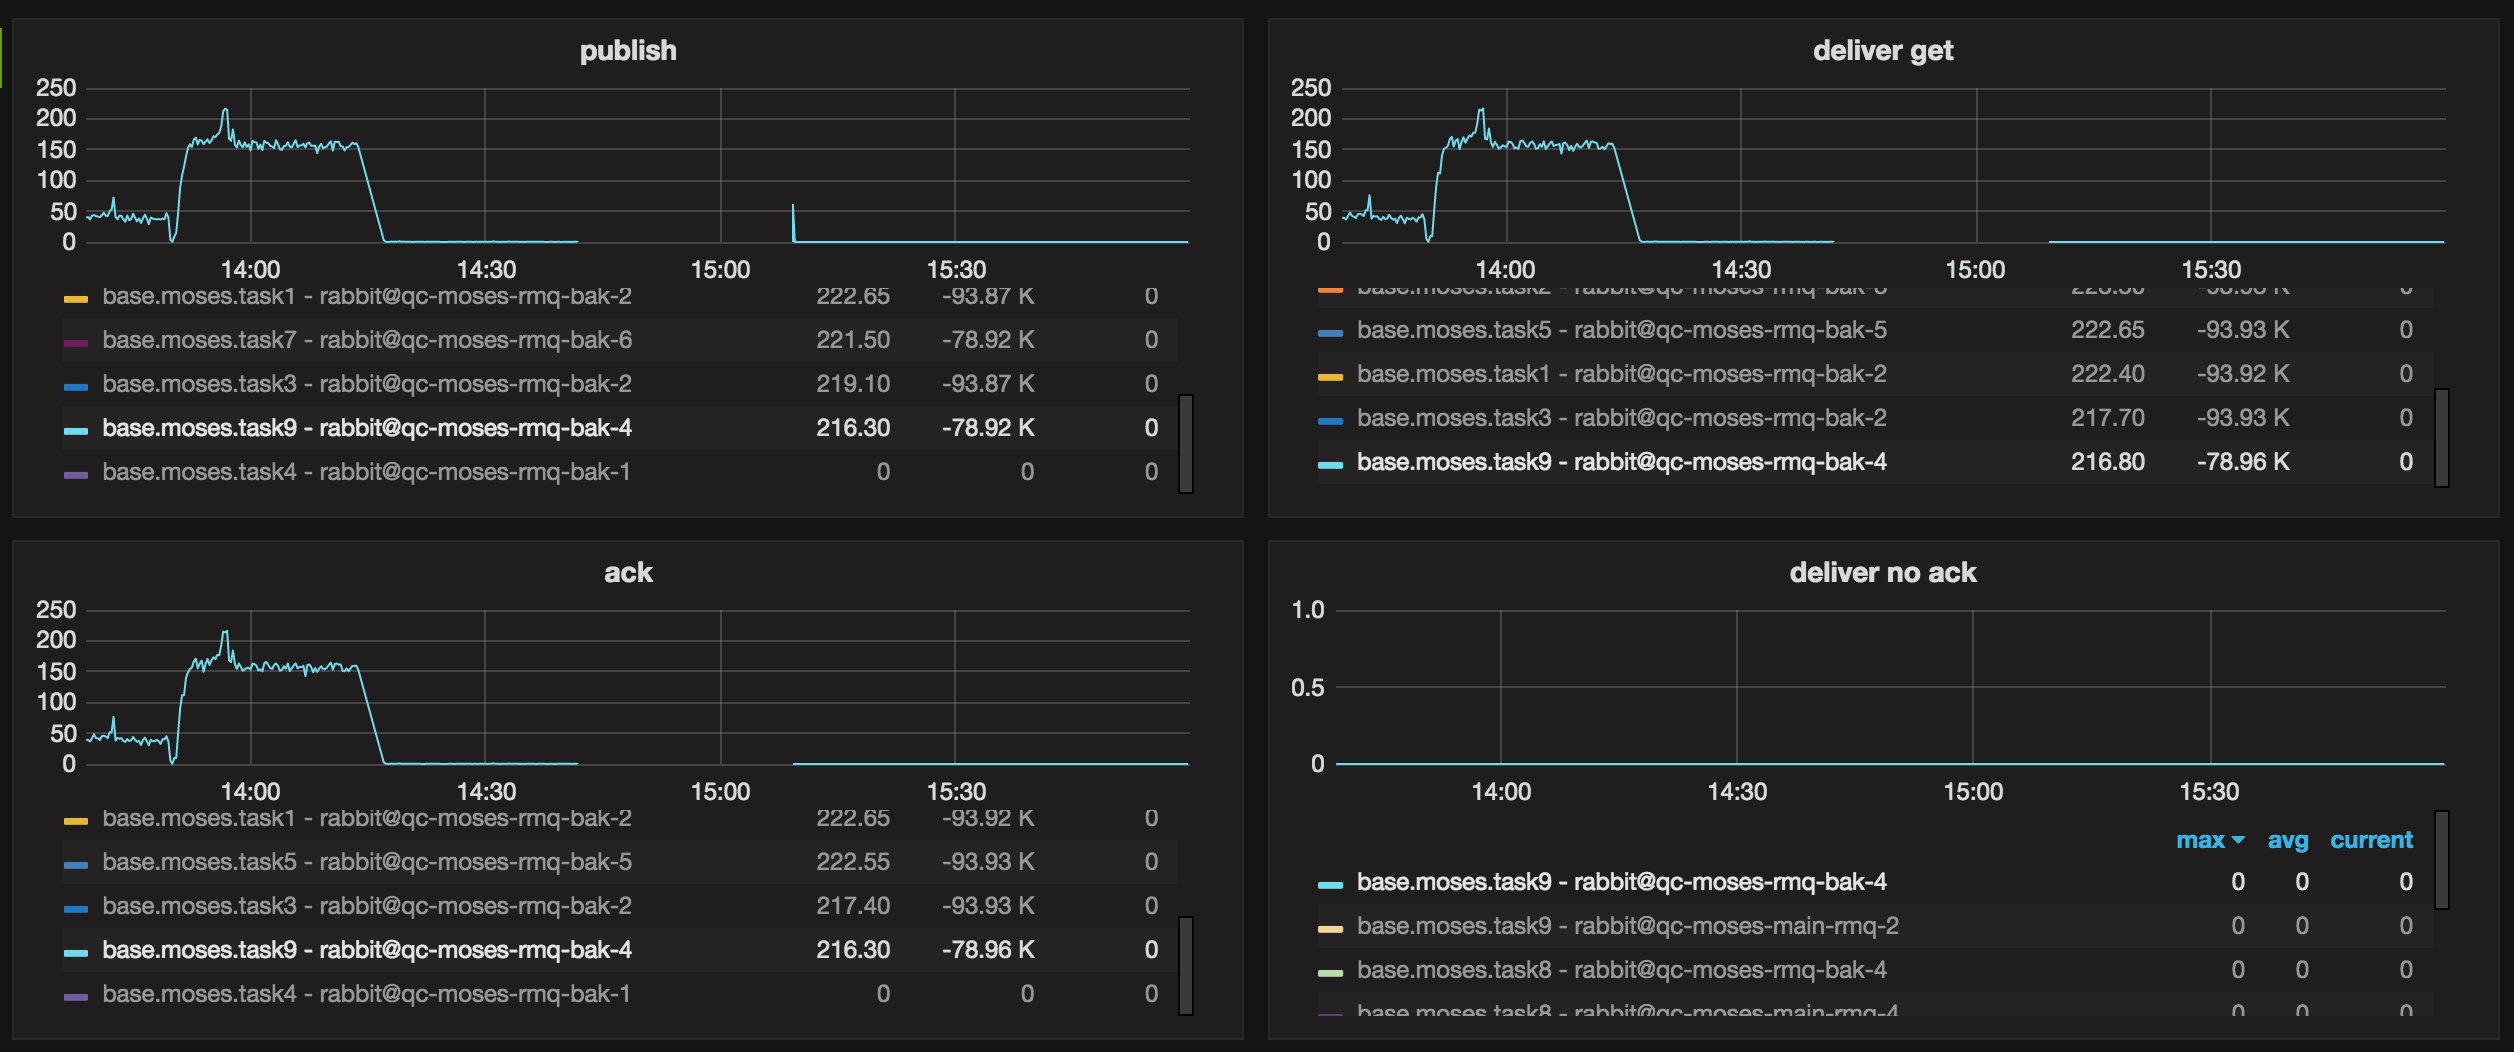 publish
250
200
150
100
50
0
14:00 14:30 15:00 15:30
base.moses.task1 - rabbit@qc-moses-rmq-bak-2 222.65 -93.87 K 0
base.moses.task7 - rabbit@qc-moses-rmq-bak-6 221.50 -78.92 K 0
base.moses.task3 - rabbit@qc-moses-rmq-bak-2 219.10 -93.87 K 0
base.moses.task9 - rabbit@qc-moses-rmq-bak-4 216.30 -78.92 K 0
base.moses.task4 - rabbit@qc-moses-rmq-bak-1 0 0 0
deliver get
250
200
150
100
50
0
14:00 14:30 15:00 15:30
base.moses.task5 - rabbit@qc-moses-rmq-bak-5 222.65 -93.93 K 0
base.moses.task1 - rabbit@qc-moses-rmq-bak-2 222.40 -93.92 K 0
base.moses.task3 - rabbit@qc-moses-rmq-bak-2 217.70 -93.93 K 0
base.moses.task9 - rabbit@qc-moses-rmq-bak-4 216.80 -78.96 K 0
ack
250
200
150
100
50
0
14:00 14:30 15:00 15:30
base.moses.task1 - rabbit@qc-moses-rmq-bak-2 222.65 -93.92 K 0
base.moses.task5 - rabbit@qc-moses-rmq-bak-5 222.55 -93.93 K 0
base.moses.task3 - rabbit@qc-moses-rmq-bak-2 217.40 -93.93 K 0
base.moses.task9 - rabbit@qc-moses-rmq-bak-4 216.30 -78.96 K 0
base.moses.task4 - rabbit@qc-moses-rmq-bak-1 0 0 0
deliver no ack
1.0
0.5
0
14:00 14:30 15:00 15:30
max avg current
base.moses.task9 - rabbit@qc-moses-rmq-bak-4 0 0 0
base.moses.task9 - rabbit@qc-moses-main-rmq-2 0 0 0
base.moses.task8 - rabbit@qc-moses-rmq-bak-4 0 0 0
base.moses.task8 - rabbit@qc-moses-main-rmq-4 0 0 0